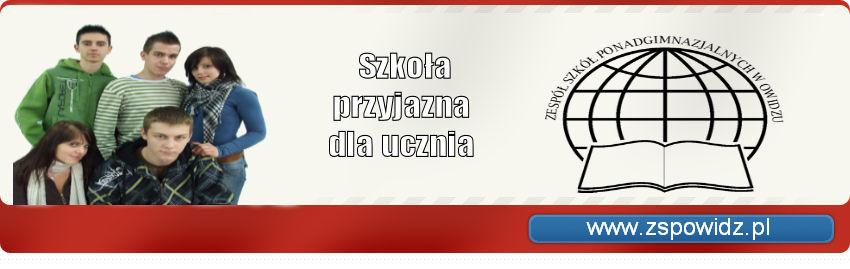 Szkoła
przyjazna
dla ucznia
ZESPÓŁ SZKÓŁ PONADGIMNAZJALNYCH W OWIDZU
www.zspowidz.pl